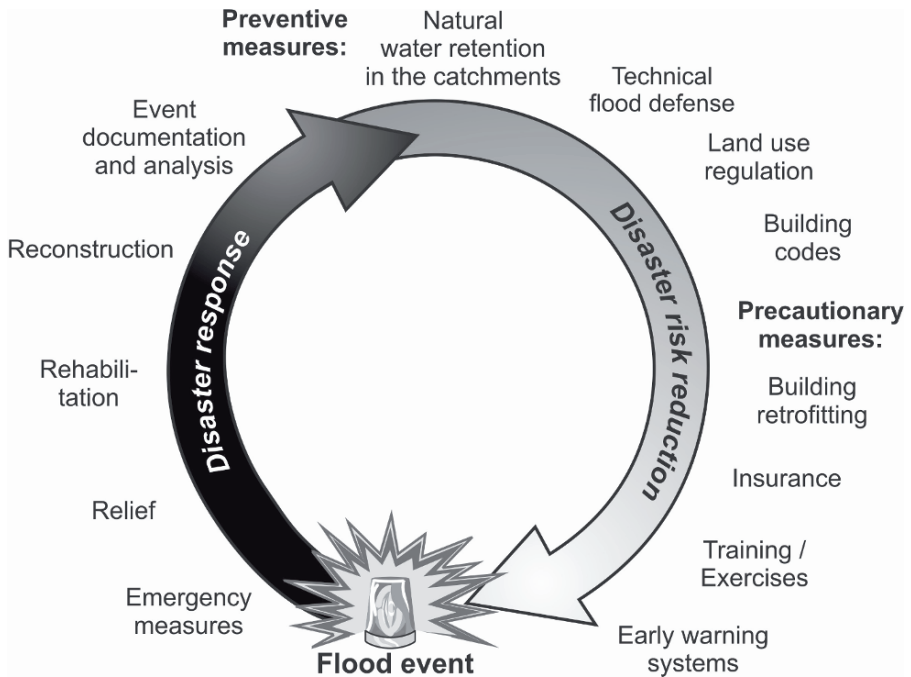 Preventive
measures:
Natural
water retention
in the catchments
Technical
flood defense
Land use
regulation
Building
codes
Precautionary
measures:
Building
retrofitting
Insurance
Training /
Exercises
Early warning
systems
Disaster risk reduction
Flood event
Emergency
measures
Relief
Rehabili-
tation
Reconstruction
Event
documentation
and analysis
Disaster response